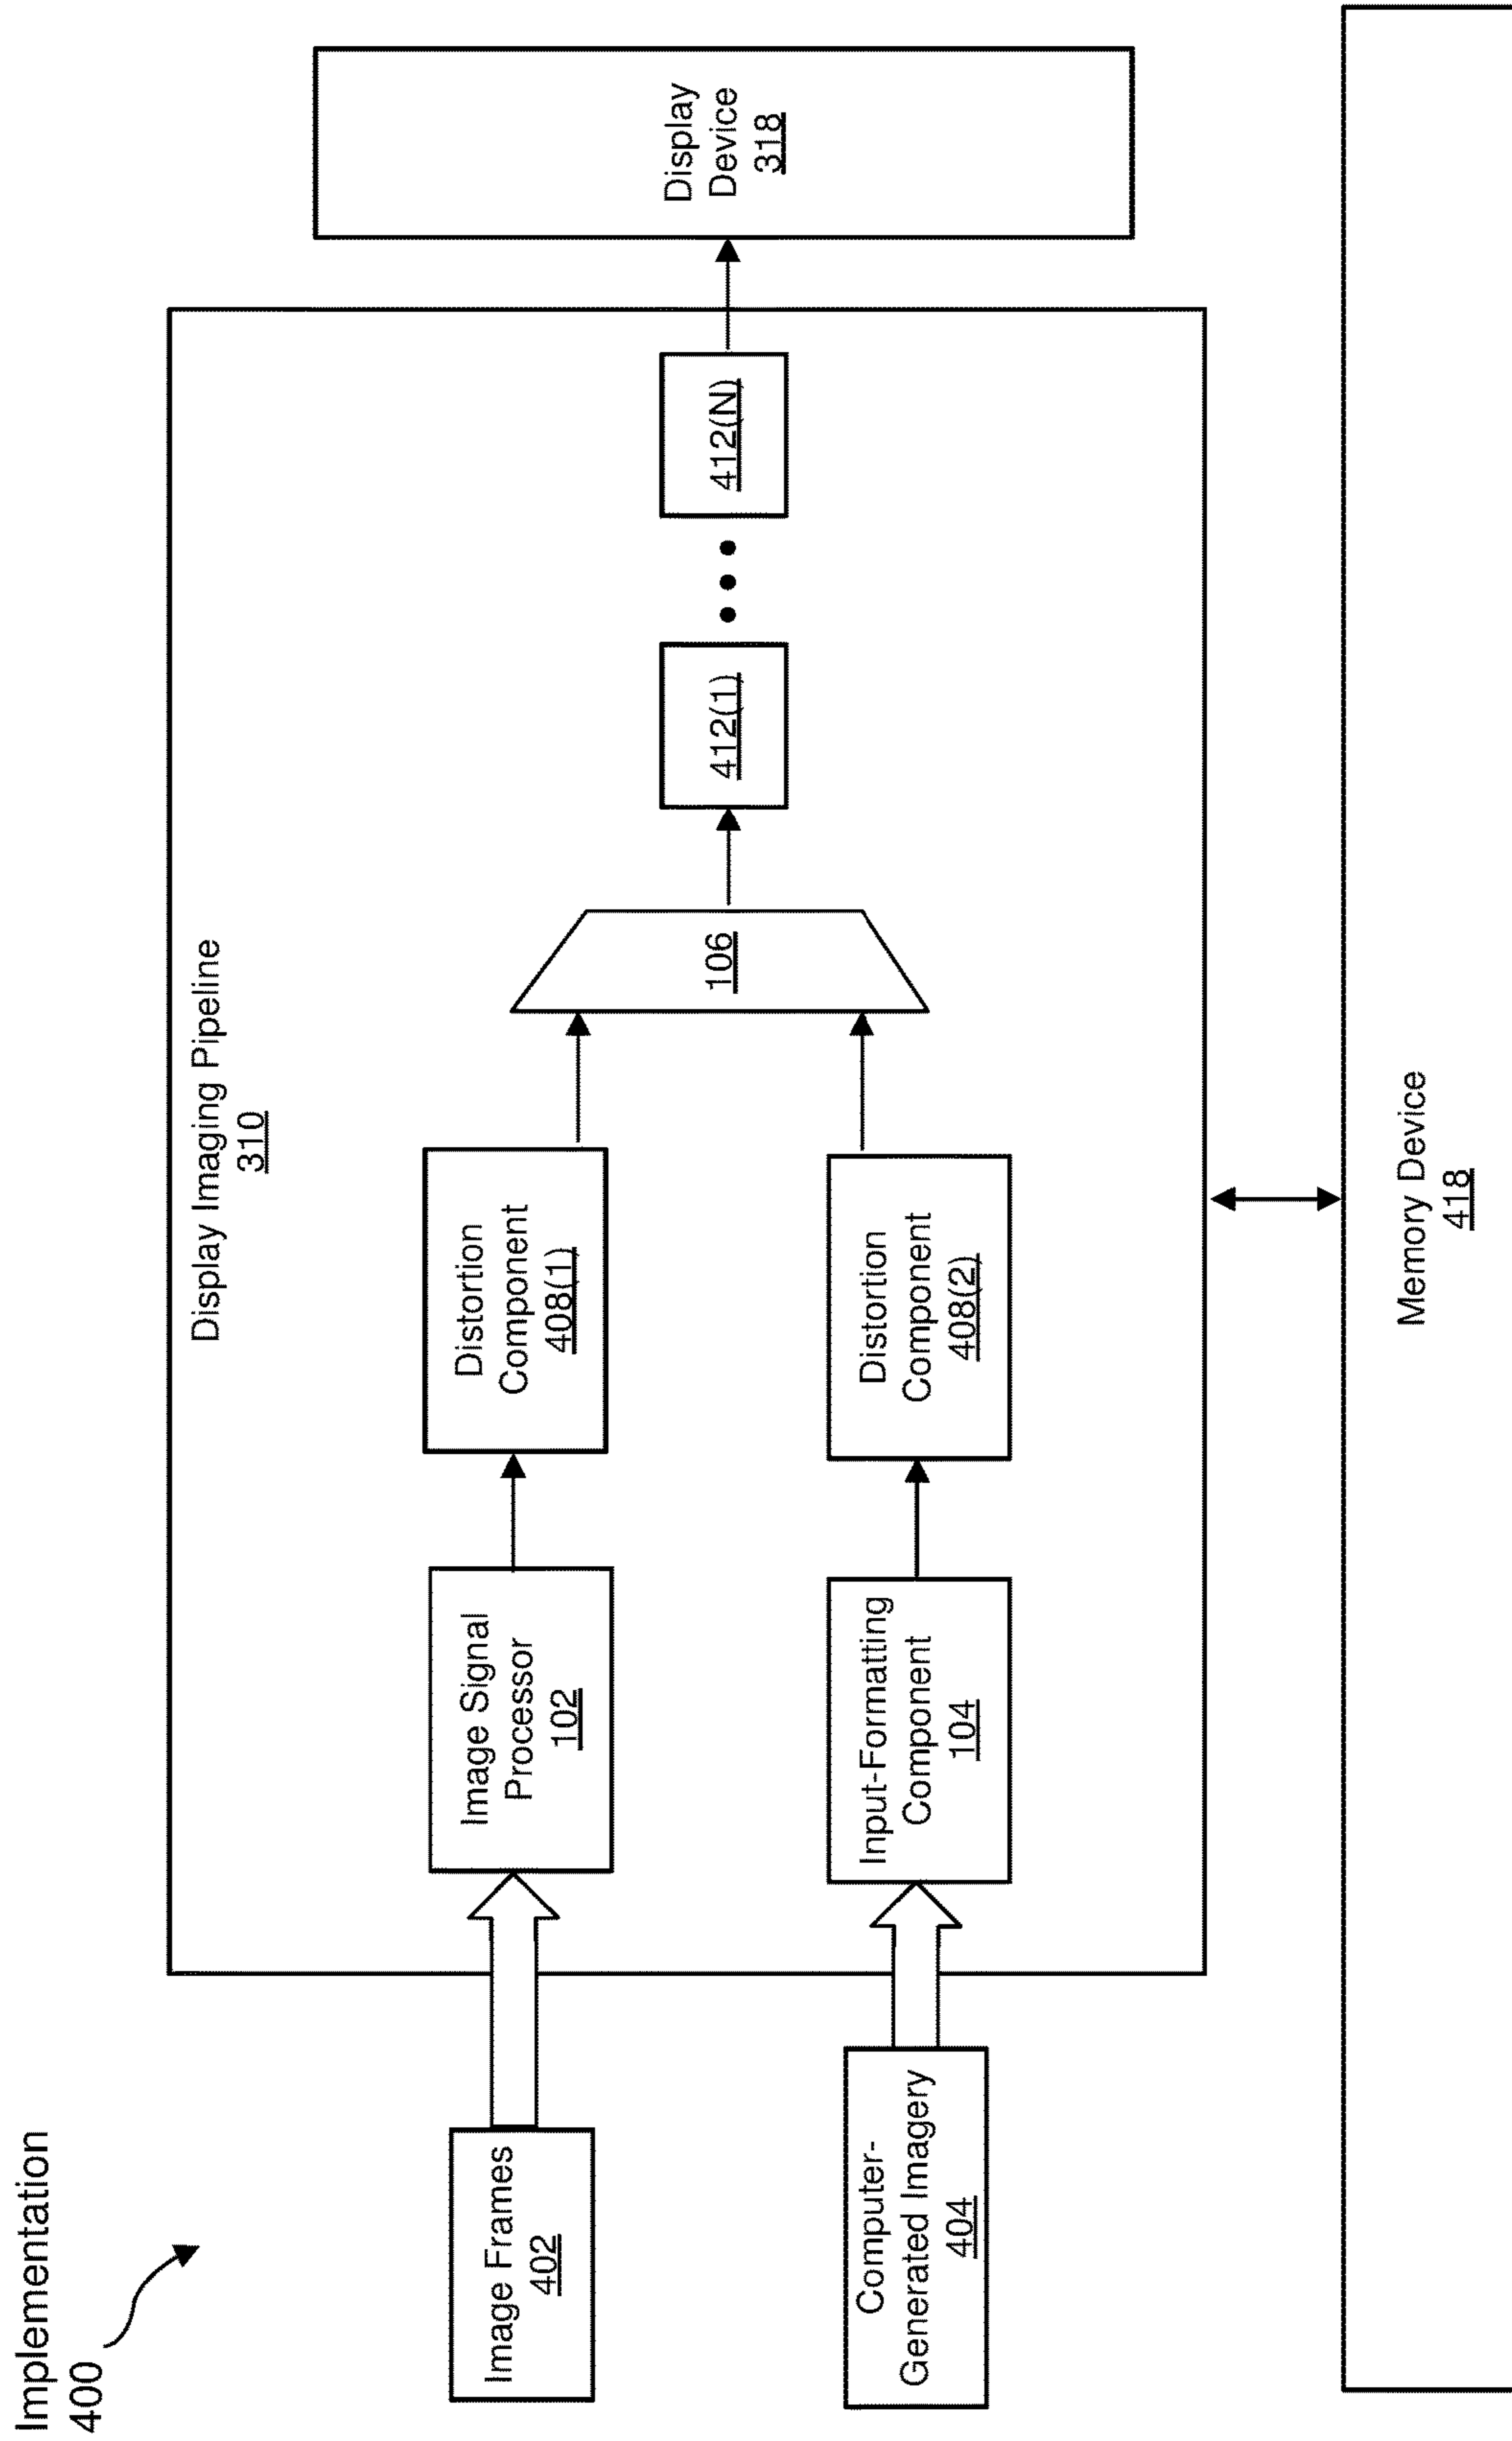 Implementation
400
Image Frames
402
Computer-
Generated Imagery
404
Display Imaging Pipeline
310
Image Signal
Processor
102
Input-Formatting
Component
104
Distortion
Component
408(1)
Distortion
Component
408(2)
106
412(1)
412(N)
Display
Device
318
Memory Device
418